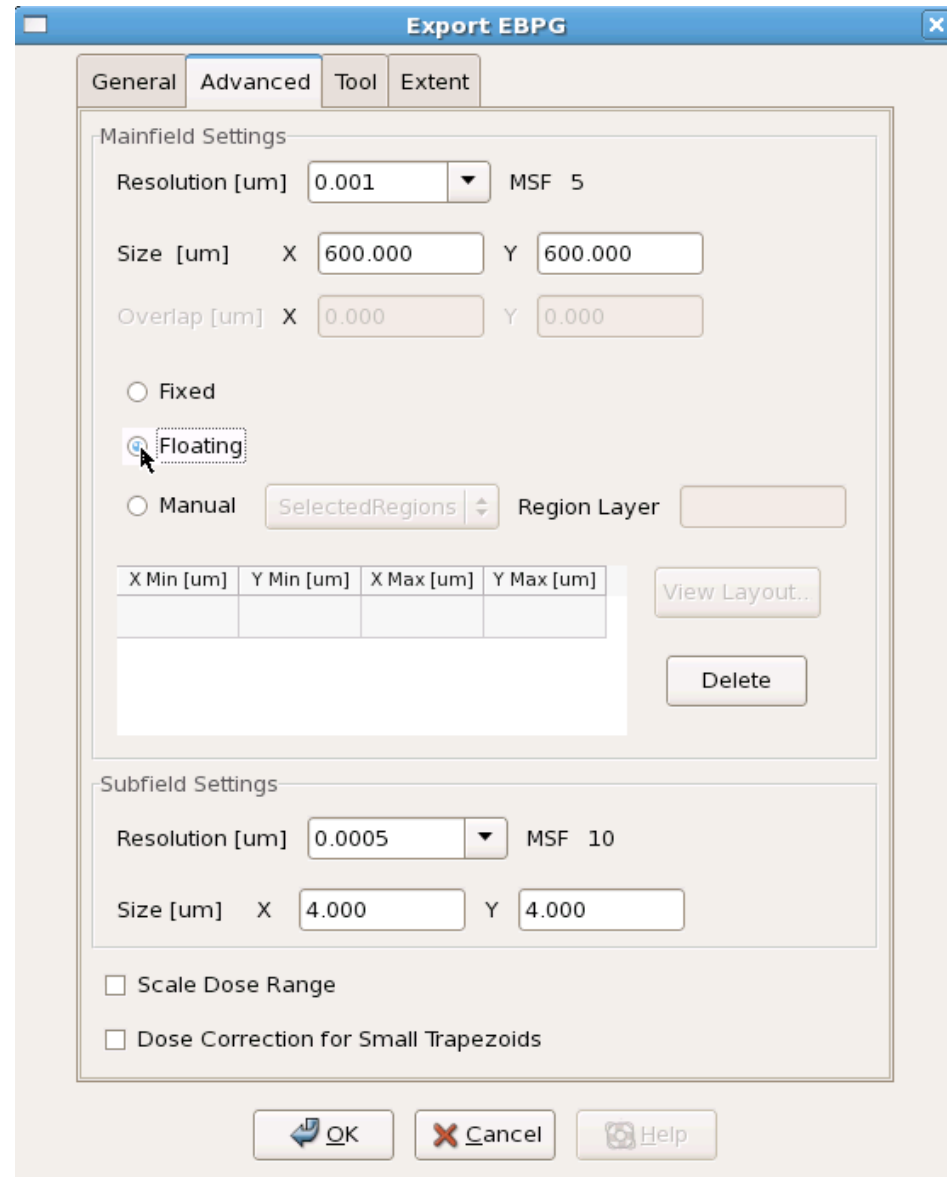 Export EBPG
General Advanced Tool Extent
Mainfield Settings
Resolution [um] 0.001 MSF 5
Size [um] X 600.000 Y 600.000
Overlap [um] X 0.000 Y 0.000
Fixed
Floating
Manual SelectedRegions Region Layer
X Min [um] Y Min [um] X Max [um] Y Max [um]
View Layout..
Delete
Subfield Settings
Resolution [um] 0.0005 MSF 10
Size [um] X 4.000 Y 4.000
Scale Dose Range
Dose Correction for Small Trapezoids
OK Cancel Help